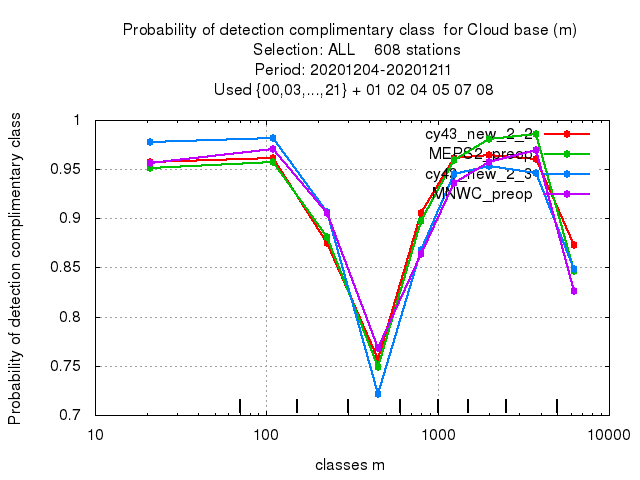 Probability of detection complimentary class  for Cloud base (m)
Selection: ALL    608 stations
Period: 20201204-20201211
Used {00,03,...,21} + 01 02 04 05 07 08
Probability of detection complimentary class
1
0.95
0.9
0.85
0.8
0.75
0.7
cy43_new_2_2
MEPS2_preop
cy43_new_2_3
MNWC_preop
10
100
1000
10000
classes m